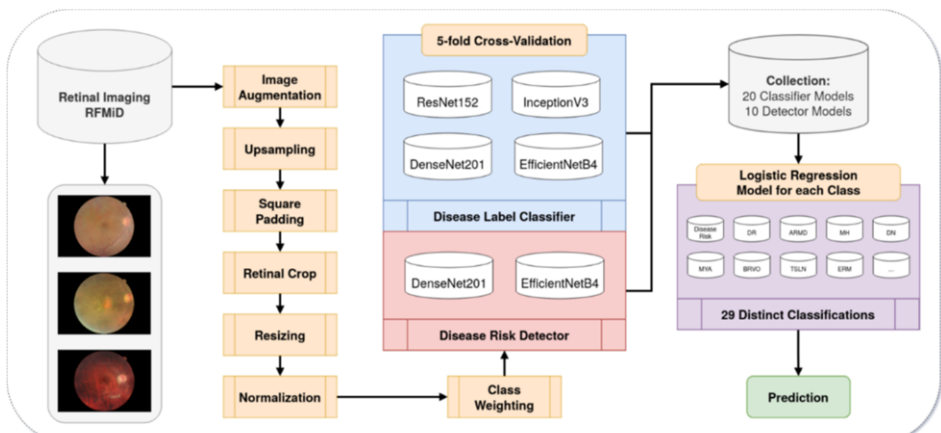 Retinal Imaging
RFMiD
Image
Augmentation
Upsampling
Square
Padding
Retinal Crop
Resizing
Normalization
Class
Weighting
5-fold Cross-Validation
ResNet152
InceptionV3
DenseNet201
EfficientNetB4
Disease Label Classifier
DenseNet201
EfficientNetB4
Disease Risk Detector
Collection:
20 Classifier Models
10 Detector Models
Logistic Regression
Model for each Class
Disease
Risk
DR
ARMD
MH
DN
MYA
BRVO
TSLN
ERM
...
29 Distinct Classifications
Prediction